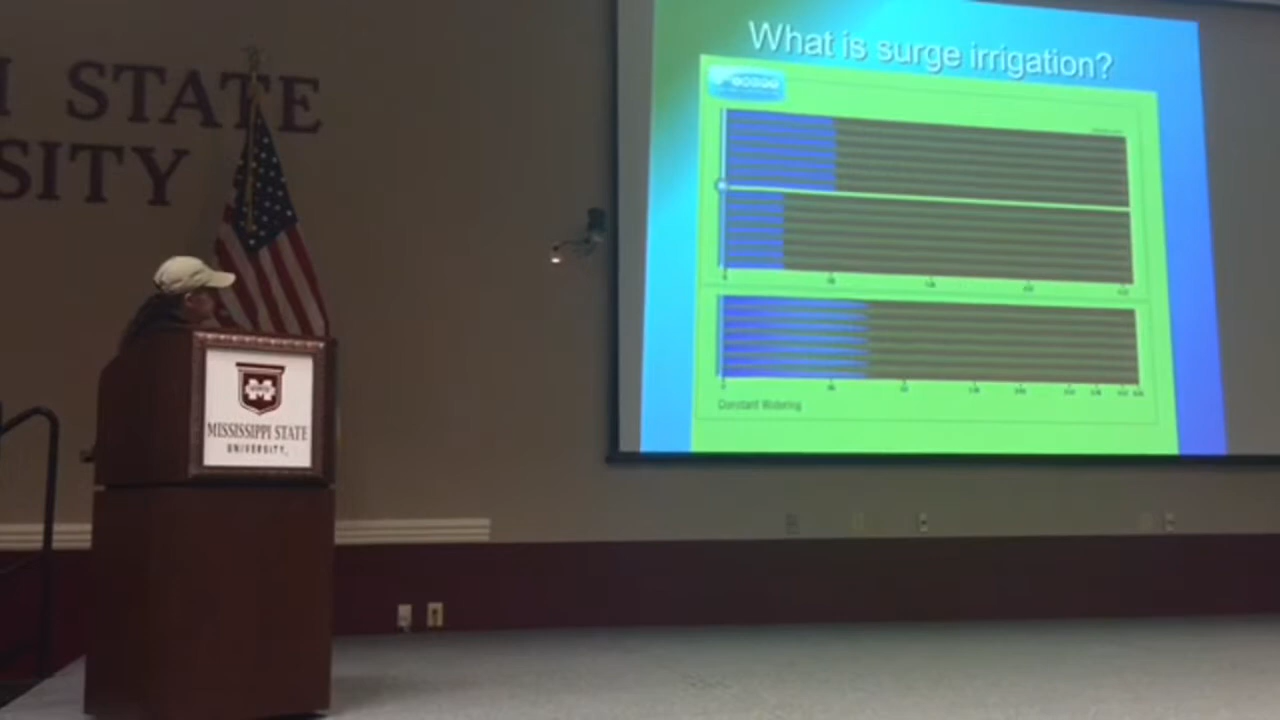 I STATE
SITY
What is surge irrigation?
Constant Watering
MISSISSIPPI STATE
UNIVERSITY